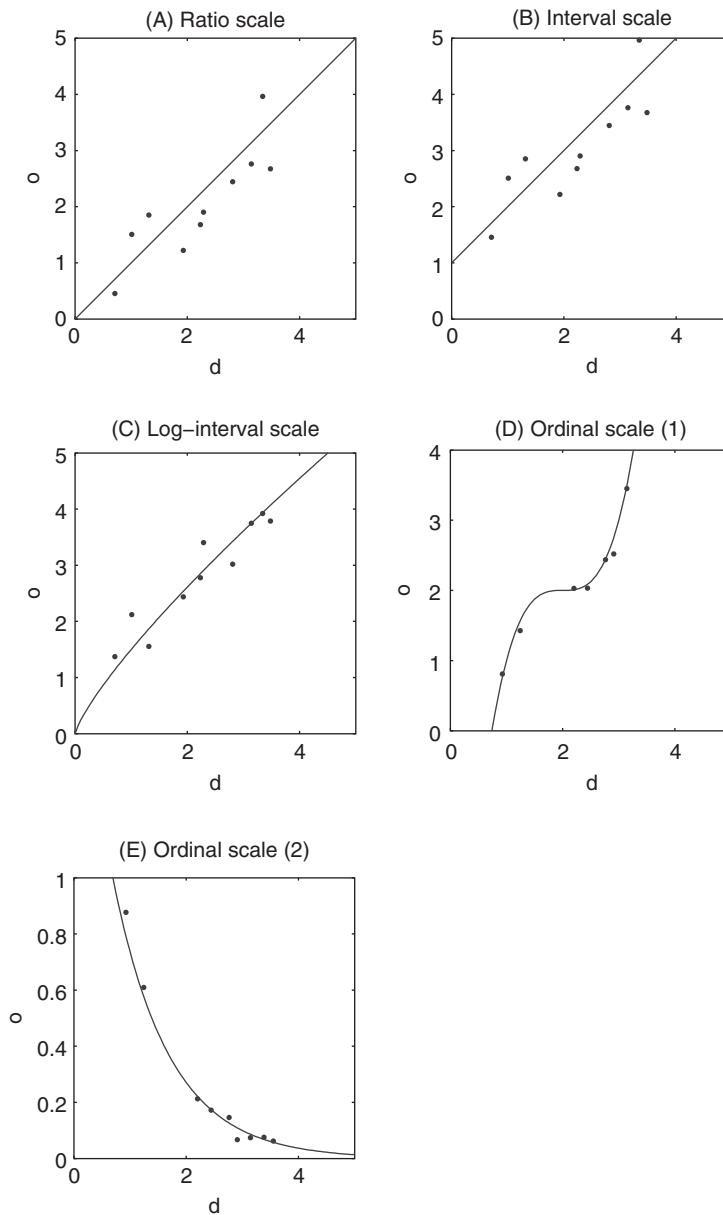 (A) Ratio scale
5
4
3
2
1
0
o
0 2 4
d
(B) Interval scale
5
4
3
2
1
0
o
0 2 4
d
(C) Log–interval scale
5
4
3
2
1
0
o
0 2 4
d
(D) Ordinal scale (1)
4
3
2
1
0
o
0 2 4
d
(E) Ordinal scale (2)
1
0.8
0.6
0.4
0.2
0
o
0 2 4
d